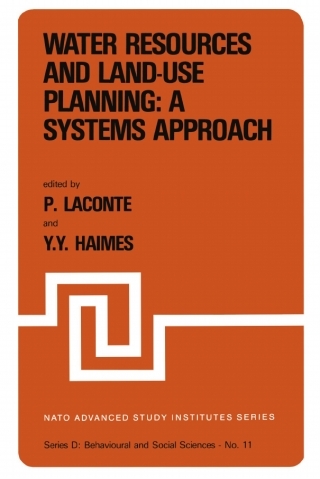 WATER RESOURCES
AND LAND-USE
PLANNING: A
SYSTEMS APPROACH
edited by
P. LACONTE
and
Y.Y. HAIMES
NATO ADVANCED STUDY INSTITUTES SERIES
Series D: Behavioural and Social Sciences - No. 11